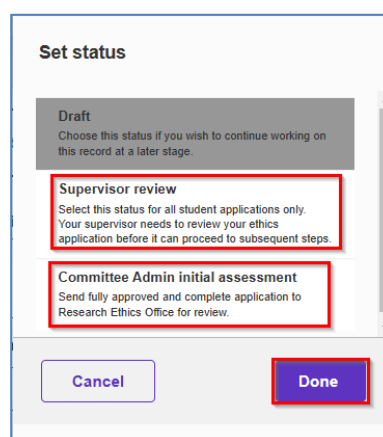 Set status
Draft
Choose this status if you wish to continue working on
this record at a later stage.
Supervisor review
Select this status for all student applications only.
Your supervisor needs to review your ethics
application before it can proceed to subsequent steps.
Committee Admin initial assessment
Send fully approved and complete application to
Research Ethics Office for review.
Cancel
Done